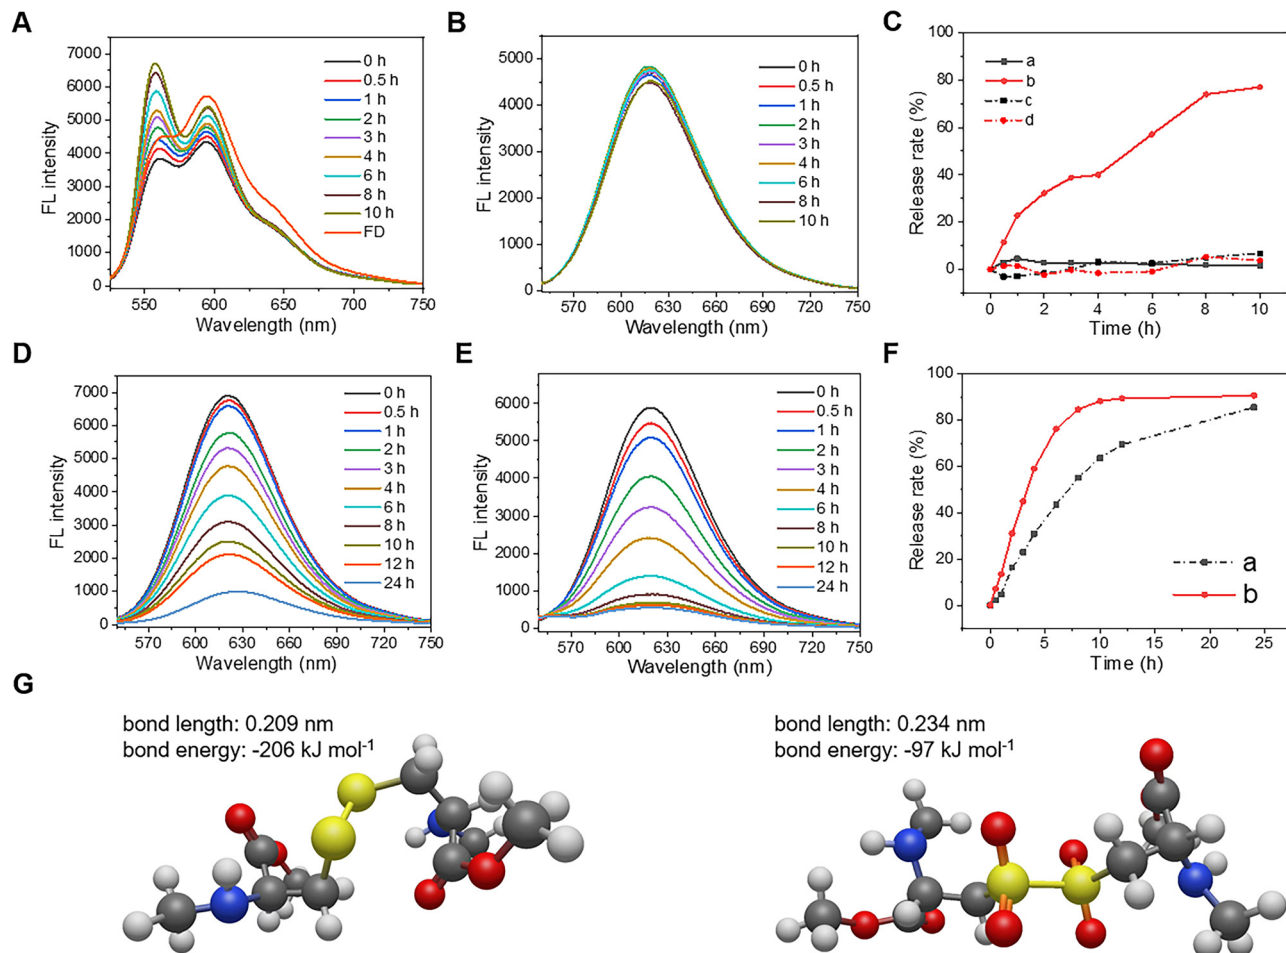 A
7000
6000
5000
4000
3000
2000
1000
0
FL intensity
550
600
650
700
750
Wavelength (nm)
0 h
0.5 h
1 h
2 h
3 h
4 h
6 h
8 h
10 h
FD
B
5000
4000
3000
2000
1000
0
FL intensity
570
600
630
660
690
720
750
Wavelength (nm)
0 h
0.5 h
1 h
2 h
3 h
4 h
6 h
8 h
10 h
C
100
80
60
40
20
0
Release rate (%)
0
2
4
6
8
10
Time (h)
a
b
c
d
D
7000
6000
5000
4000
3000
2000
1000
0
FL intensity
570
600
630
660
690
720
750
Wavelength (nm)
0 h
0.5 h
1 h
2 h
3 h
4 h
6 h
8 h
10 h
12 h
24 h
E
6000
5000
4000
3000
2000
1000
0
FL intensity
570
600
630
660
690
720
750
Wavelength (nm)
0 h
0.5 h
1 h
2 h
3 h
4 h
6 h
8 h
10 h
12 h
24 h
F
100
80
60
40
20
0
Release rate (%)
0
5
10
15
20
25
Time (h)
a
b
G
bond length: 0.209 nm
bond energy: -206 kJ mol⁻¹
bond length: 0.234 nm
bond energy: -97 kJ mol⁻¹